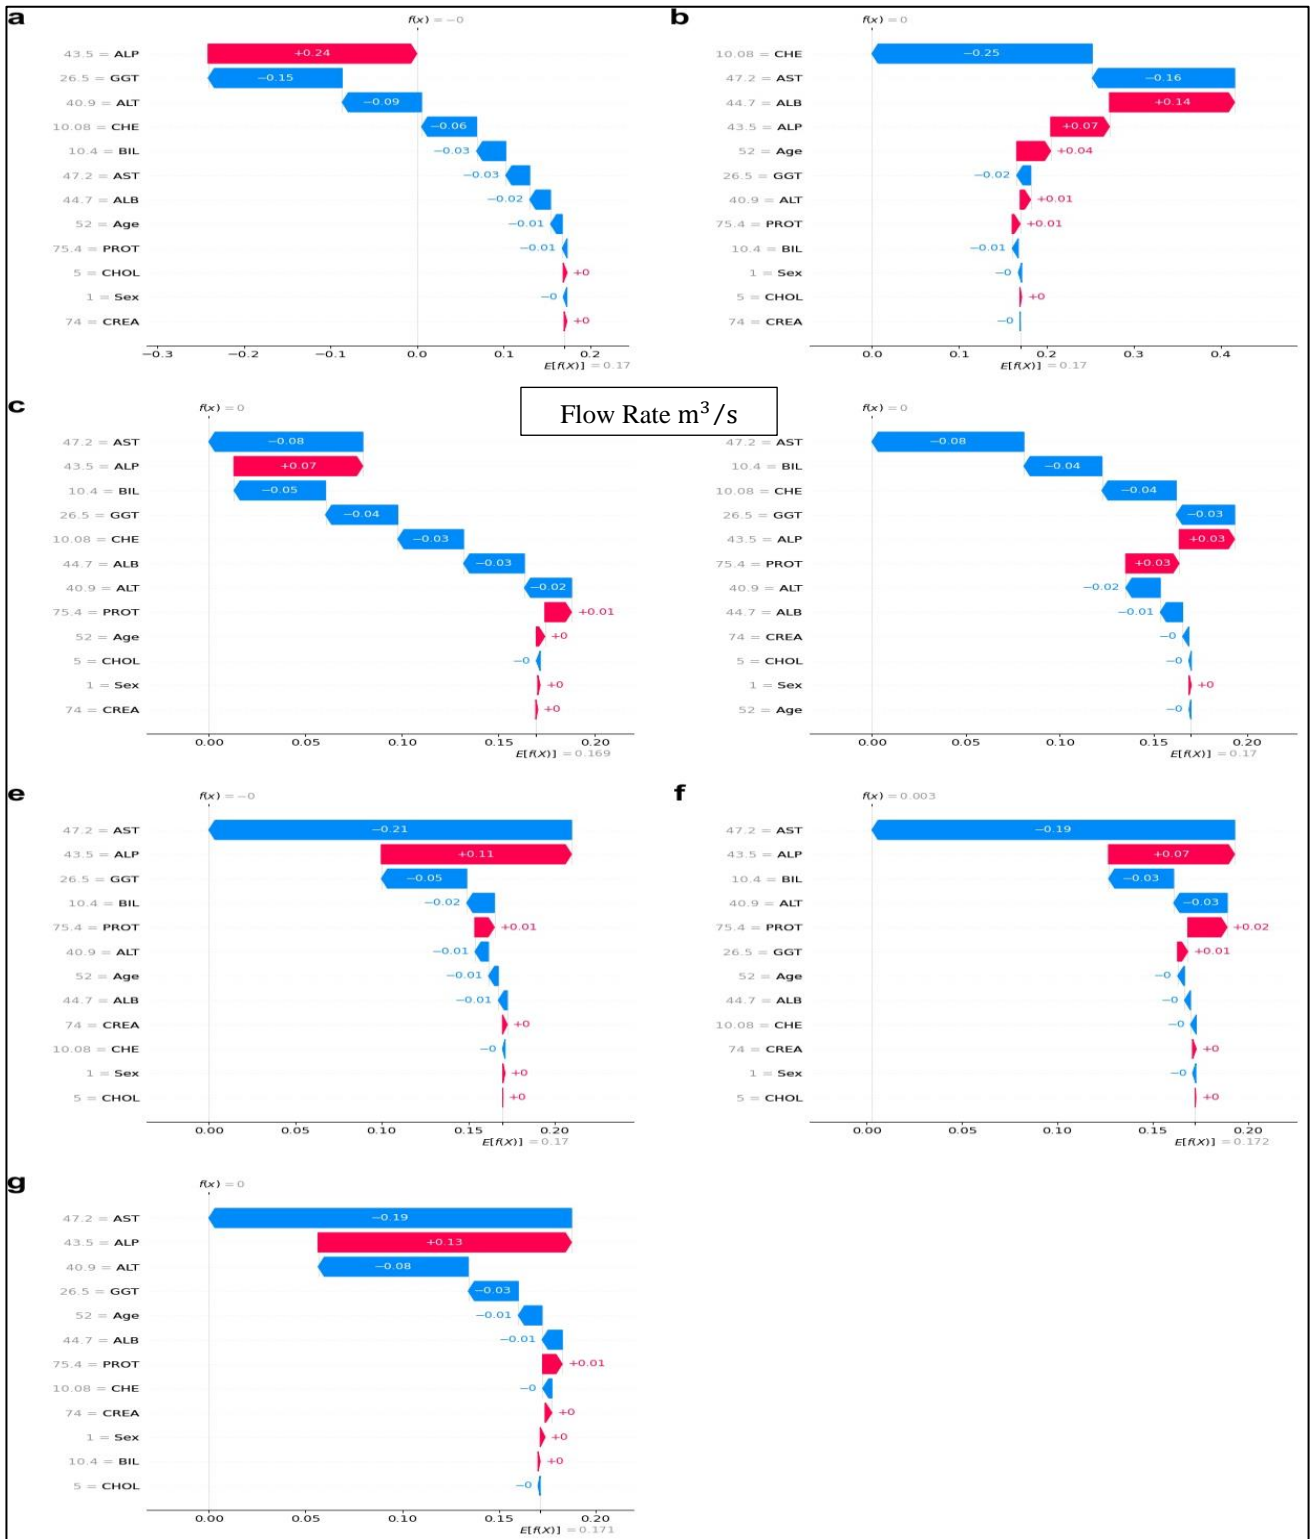 a
f(x) = −0
43.5 = ALP
+0.24
26.5 = GGT
−0.15
40.9 = ALT
−0.09
10.08 = CHE
−0.06
10.4 = BIL
−0.03
47.2 = AST
−0.03
44.7 = ALB
−0.02
52 = Age
−0.01
75.4 = PROT
−0.01
5 = CHOL
+0
1 = Sex
−0
74 = CREA
+0
−0.3 −0.2 −0.1 0.0 0.1 0.2
E[f(X)] = 0.17
b
f(x) = 0
10.08 = CHE
−0.25
47.2 = AST
−0.16
44.7 = ALB
+0.14
43.5 = ALP
+0.07
52 = Age
+0.04
26.5 = GGT
−0.02
40.9 = ALT
+0.01
75.4 = PROT
+0.01
10.4 = BIL
−0.01
1 = Sex
−0
5 = CHOL
+0
74 = CREA
−0
0.0 0.1 0.2 0.3 0.4
E[f(X)] = 0.17
c
f(x) = 0
47.2 = AST
−0.08
43.5 = ALP
+0.07
10.4 = BIL
−0.05
26.5 = GGT
−0.04
10.08 = CHE
−0.03
44.7 = ALB
−0.03
40.9 = ALT
−0.02
75.4 = PROT
+0.01
52 = Age
+0
5 = CHOL
−0
1 = Sex
+0
74 = CREA
+0
0.00 0.05 0.10 0.15 0.20
E[f(X)] = 0.169
Flow Rate m³/s
f(x) = 0
47.2 = AST
−0.08
10.4 = BIL
−0.04
10.08 = CHE
−0.04
26.5 = GGT
−0.03
43.5 = ALP
+0.03
75.4 = PROT
+0.03
40.9 = ALT
−0.02
44.7 = ALB
−0.01
74 = CREA
−0
5 = CHOL
−0
1 = Sex
+0
52 = Age
−0
0.00 0.05 0.10 0.15 0.20
E[f(X)] = 0.17
e
f(x) = −0
47.2 = AST
−0.21
43.5 = ALP
+0.11
26.5 = GGT
−0.05
10.4 = BIL
−0.02
75.4 = PROT
+0.01
40.9 = ALT
−0.01
52 = Age
−0.01
44.7 = ALB
−0.01
74 = CREA
+0
10.08 = CHE
−0
1 = Sex
+0
5 = CHOL
+0
0.00 0.05 0.10 0.15 0.20
E[f(X)] = 0.17
f
f(x) = 0.003
47.2 = AST
−0.19
43.5 = ALP
+0.07
10.4 = BIL
−0.03
40.9 = ALT
−0.03
75.4 = PROT
+0.02
26.5 = GGT
+0.01
52 = Age
−0
44.7 = ALB
−0
10.08 = CHE
−0
74 = CREA
+0
1 = Sex
−0
5 = CHOL
+0
0.00 0.05 0.10 0.15 0.20
E[f(X)] = 0.172
g
f(x) = 0
47.2 = AST
−0.19
43.5 = ALP
+0.13
40.9 = ALT
−0.08
26.5 = GGT
−0.03
52 = Age
−0.01
44.7 = ALB
−0.01
75.4 = PROT
+0.01
10.08 = CHE
−0
74 = CREA
+0
1 = Sex
+0
10.4 = BIL
+0
5 = CHOL
−0
0.00 0.05 0.10 0.15 0.20
E[f(X)] = 0.171